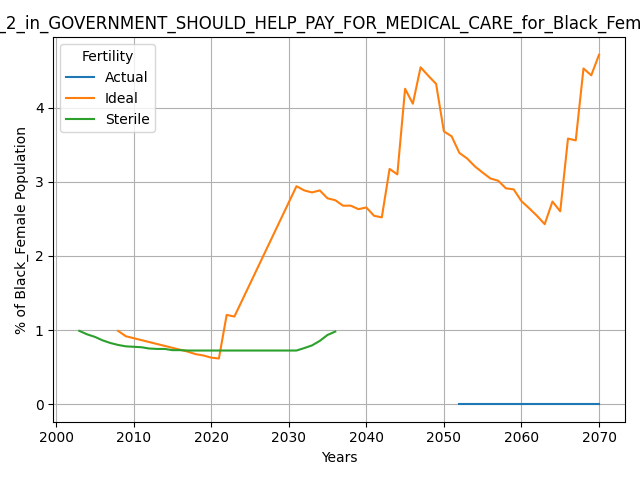 _2_in_GOVERNMENT_SHOULD_HELP_PAY_FOR_MEDICAL_CARE_for_Black_Fem
Fertility
Actual
Ideal
Sterile
% of Black_Female Population
4
3
2
1
0
2000 2010 2020 2030 2040 2050 2060 2070
Years